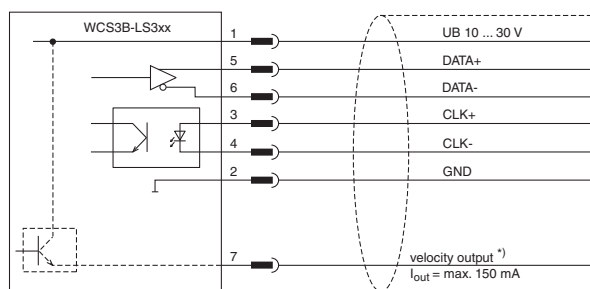 WCS3B-LS3xx
1 UB 10 ... 30 V
5 DATA+
6 DATA-
3 CLK+
4 CLK-
2 GND
7 velocity output *)
Iout = max. 150 mA